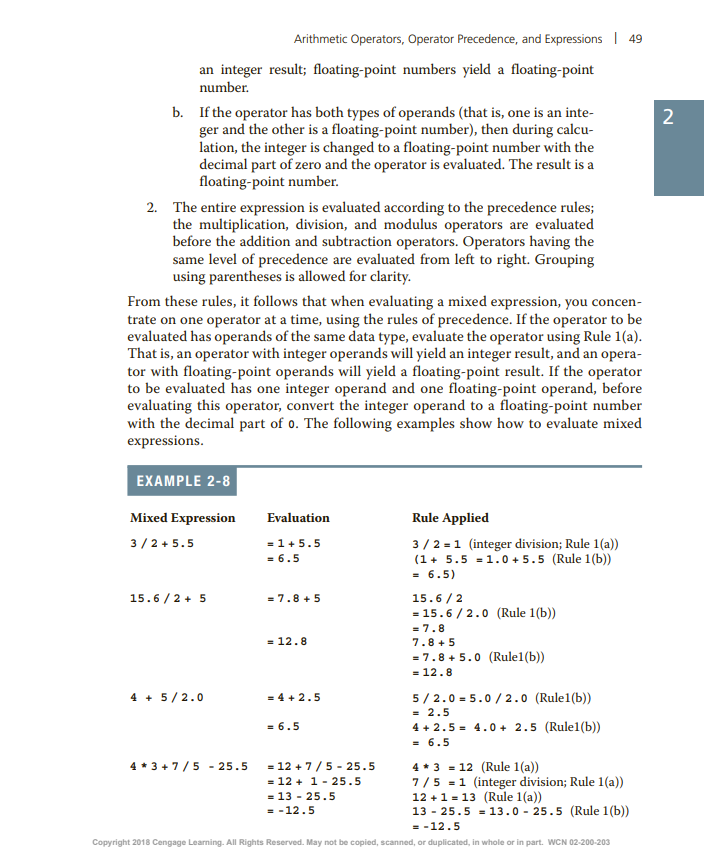 Arithmetic Operators, Operator Precedence, and Expressions | 49
an integer result; floating-point numbers yield a floating-point
number.
2
b. If the operator has both types of operands (that is, one is an inte-
ger and the other is a floating-point number), then during calcu-
lation, the integer is changed to a floating-point number with the
decimal part of zero and the operator is evaluated. The result is a
floating-point number.
2. The entire expression is evaluated according to the precedence rules;
the multiplication, division, and modulus operators are evaluated
before the addition and subtraction operators. Operators having the
same level of precedence are evaluated from left to right. Grouping
using parentheses is allowed for clarity.
From these rules, it follows that when evaluating a mixed expression, you concen-
trate on one operator at a time, using the rules of precedence. If the operator to be
evaluated has operands of the same data type, evaluate the operator using Rule 1(a).
That is, an operator with integer operands will yield an integer result, and an opera-
tor with floating-point operands will yield a floating-point result. If the operator
to be evaluated has one integer operand and one floating-point operand, before
evaluating this operator, convert the integer operand to a floating-point number
with the decimal part of 0. The following examples show how to evaluate mixed
expressions.
EXAMPLE 2-8
Mixed Expression Evaluation Rule Applied
3 / 2 + 5.5 = 1 + 5.5 3 / 2 = 1 (integer division; Rule 1(a))
= 6.5 (1 + 5.5 = 1.0 + 5.5 (Rule 1(b))
= 6.5)
15.6 / 2 + 5 = 7.8 + 5 15.6 / 2
= 15.6 / 2.0 (Rule 1(b))
= 7.8
= 12.8 7.8 + 5
= 7.8 + 5.0 (Rule1(b))
= 12.8
4 + 5 / 2.0 = 4 + 2.5 5 / 2.0 = 5.0 / 2.0 (Rule1(b))
= 2.5
= 6.5 4 + 2.5 = 4.0 + 2.5 (Rule1(b))
= 6.5
4 * 3 + 7 / 5 - 25.5 = 12 + 7 / 5 - 25.5 4 * 3 = 12 (Rule 1(a))
= 12 + 1 - 25.5 7 / 5 = 1 (integer division; Rule 1(a))
= 13 - 25.5 12 + 1 = 13 (Rule 1(a))
= -12.5 13 - 25.5 = 13.0 - 25.5 (Rule 1(b))
= -12.5
Copyright 2018 Cengage Learning. All Rights Reserved. May not be copied, scanned, or duplicated, in whole or in part. WCN 02-200-203